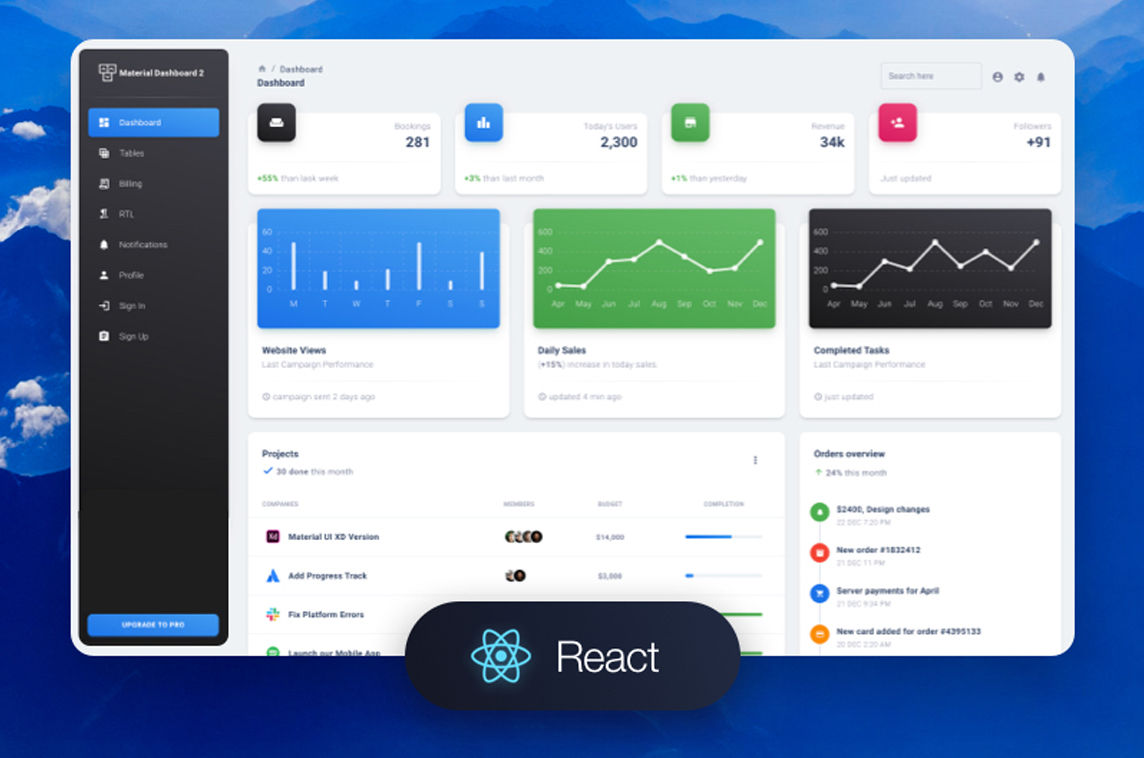 Material Dashboard 2
Dashboard
Tables
Billing
RTL
Notifications
Profile
Sign In
Sign Up
UPGRADE TO PRO
/ Dashboard
Dashboard
Search here
Bookings
281
+55% than lask week
Today's Users
2,300
+3% than last month
Revenue
34k
+1% than yesterday
Followers
+91
Just updated
60
40
20
0
M T W T F S S
Website Views
Last Campaign Performance
campaign sent 2 days ago
600
400
200
0
Apr May Jun Jul Aug Sep Oct Nov Dec
Daily Sales
(+15%) increase in today sales.
updated 4 min ago
600
400
200
0
Apr May Jun Jul Aug Sep Oct Nov Dec
Completed Tasks
Last Campaign Performance
just updated
Projects
30 done this month
COMPANIES MEMBERS BUDGET COMPLETION
Xd Material UI XD Version $14,000
Add Progress Track $3,000
Fix Platform Errors
Launch our Mobile App
Orders overview
24% this month
$2400, Design changes
22 DEC 7:20 PM
New order #1832412
21 DEC 11 PM
Server payments for April
21 DEC 9:34 PM
New card added for order #4395133
20 DEC 2:20 AM
React